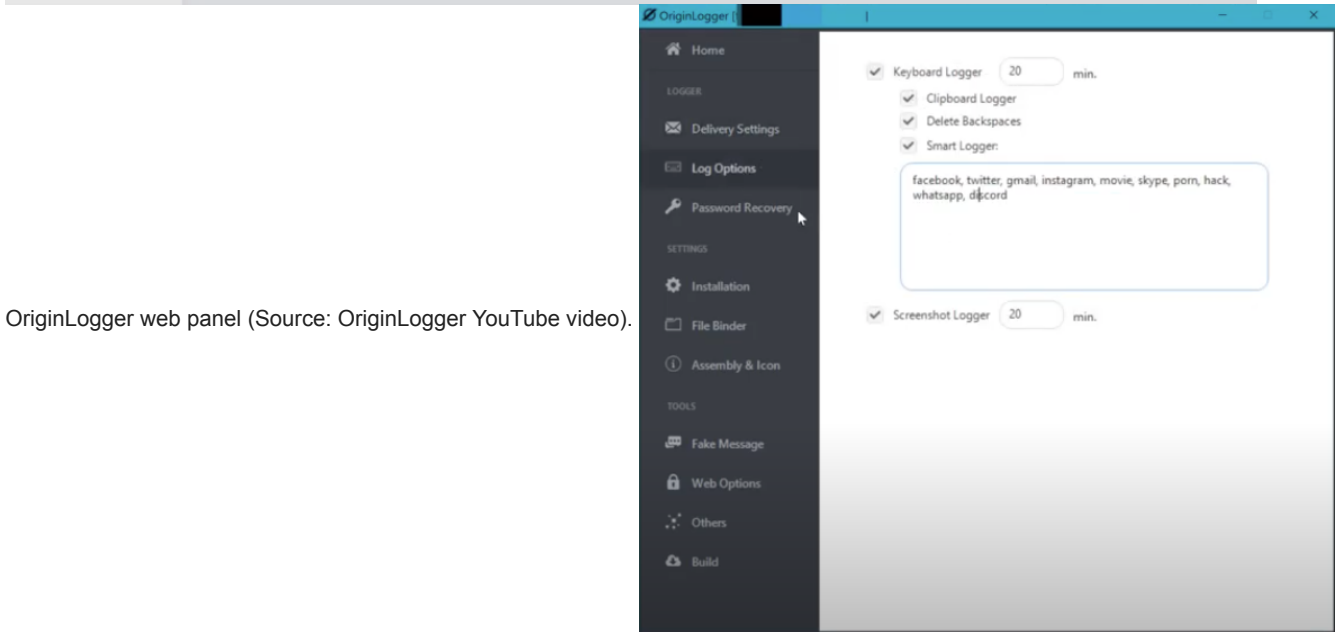 OriginLogger [
Home
LOGGER
Delivery Settings
Log Options
Password Recovery
SETTINGS
Installation
File Binder
Assembly & Icon
TOOLS
Fake Message
Web Options
Others
Build
Keyboard Logger 20 min.
Clipboard Logger
Delete Backspaces
Smart Logger:
facebook, twitter, gmail, instagram, movie, skype, porn, hack,
whatsapp, discord
Screenshot Logger 20 min.
OriginLogger web panel (Source: OriginLogger YouTube video).